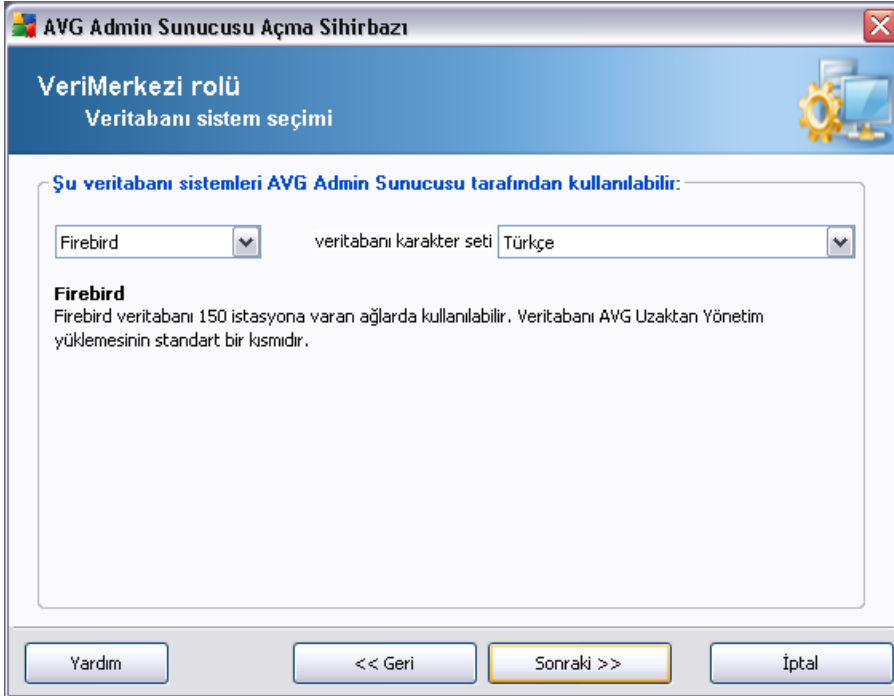 AVG Admin Sunucusu Açma Sihirbazı
VeriMerkezi rolü
Veritabanı sistem seçimi
Şu veritabanı sistemleri AVG Admin Sunucusu tarafından kullanılabilir:
Firebird veritabanı karakter seti Türkçe
Firebird
Firebird veritabanı 150 istasyona varan ağlarda kullanılabilir. Veritabanı AVG Uzaktan Yönetim
yüklemesinin standart bir kısmıdır.
Yardım << Geri Sonraki >> İptal